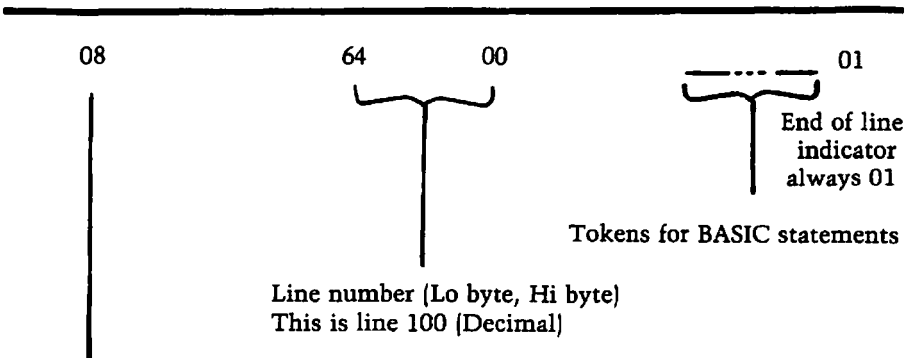 08 64 00 01
End of line
indicator
always 01
Tokens for BASIC statements
Line number (Lo byte, Hi byte)
This is line 100 (Decimal)